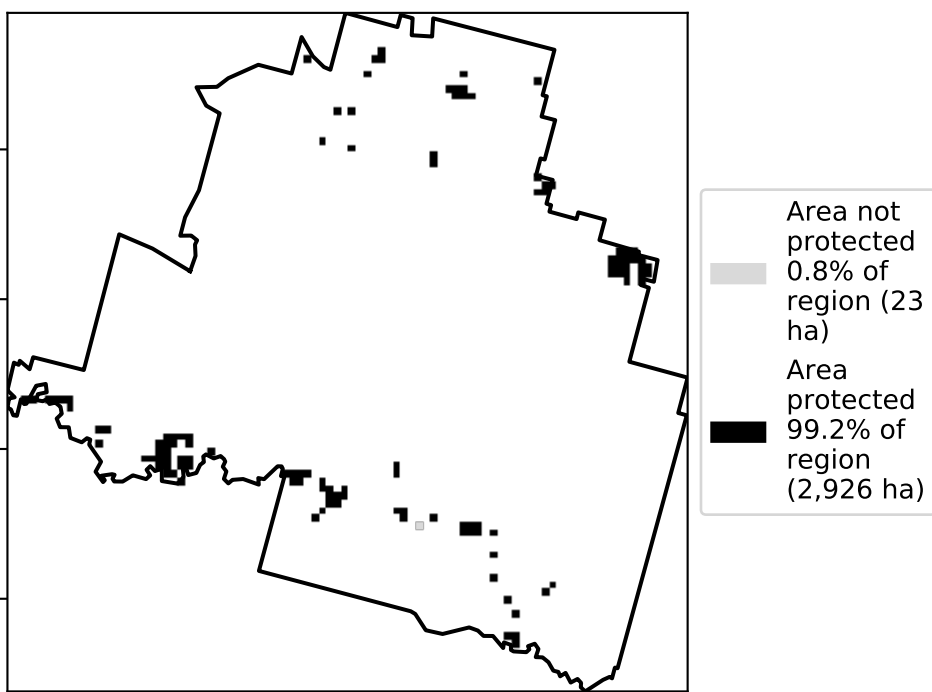 Area not
protected
0.8% of
region (23
ha)
Area
protected
99.2% of
region
(2,926 ha)